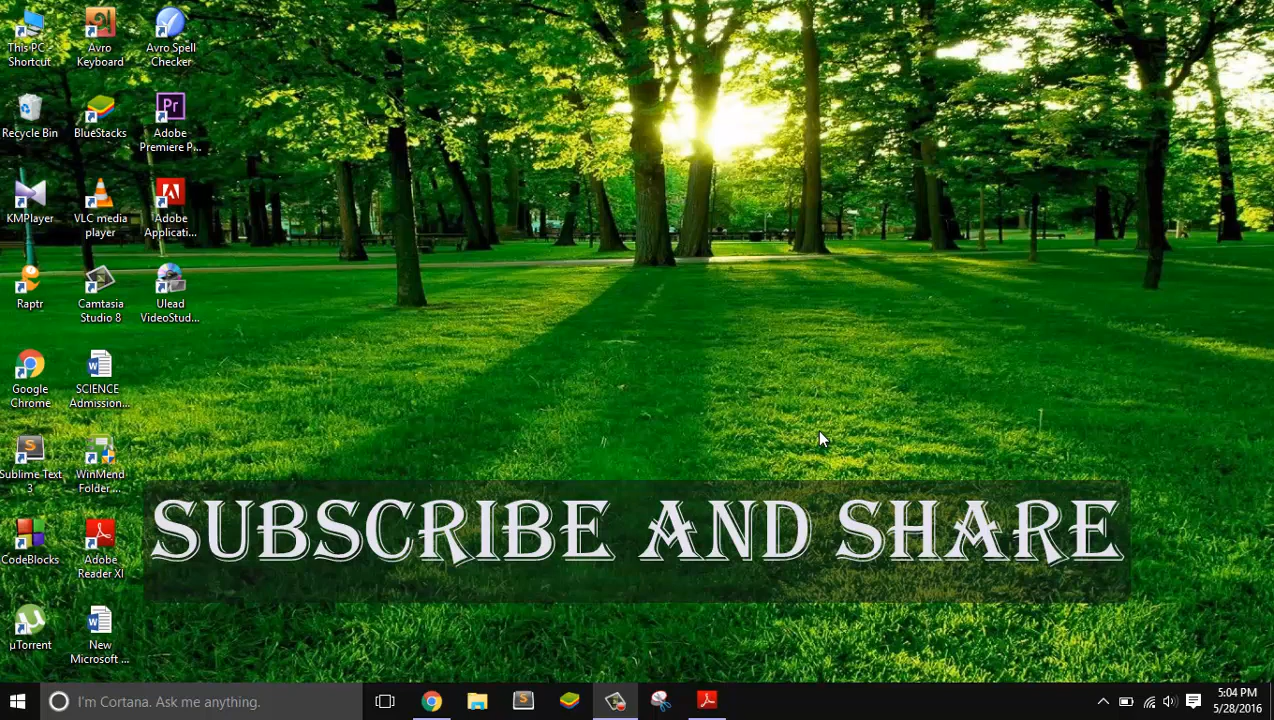 This PC -
Shortcut
Avro
Keyboard
Avro Spell
Checker
Recycle Bin
BlueStacks
Adobe
Premiere P...
KMPlayer
VLC media
player
Adobe
Applicati...
Raptr
Camtasia
Studio 8
Ulead
VideoStud...
Google
Chrome
SCIENCE
Admission...
Sublime Text
3
WinMend
Folder ...
CodeBlocks
Adobe
Reader XI
µTorrent
New
Microsoft ...
SUBSCRIBE AND SHARE
I'm Cortana. Ask me anything.
5:04 PM
5/28/2016